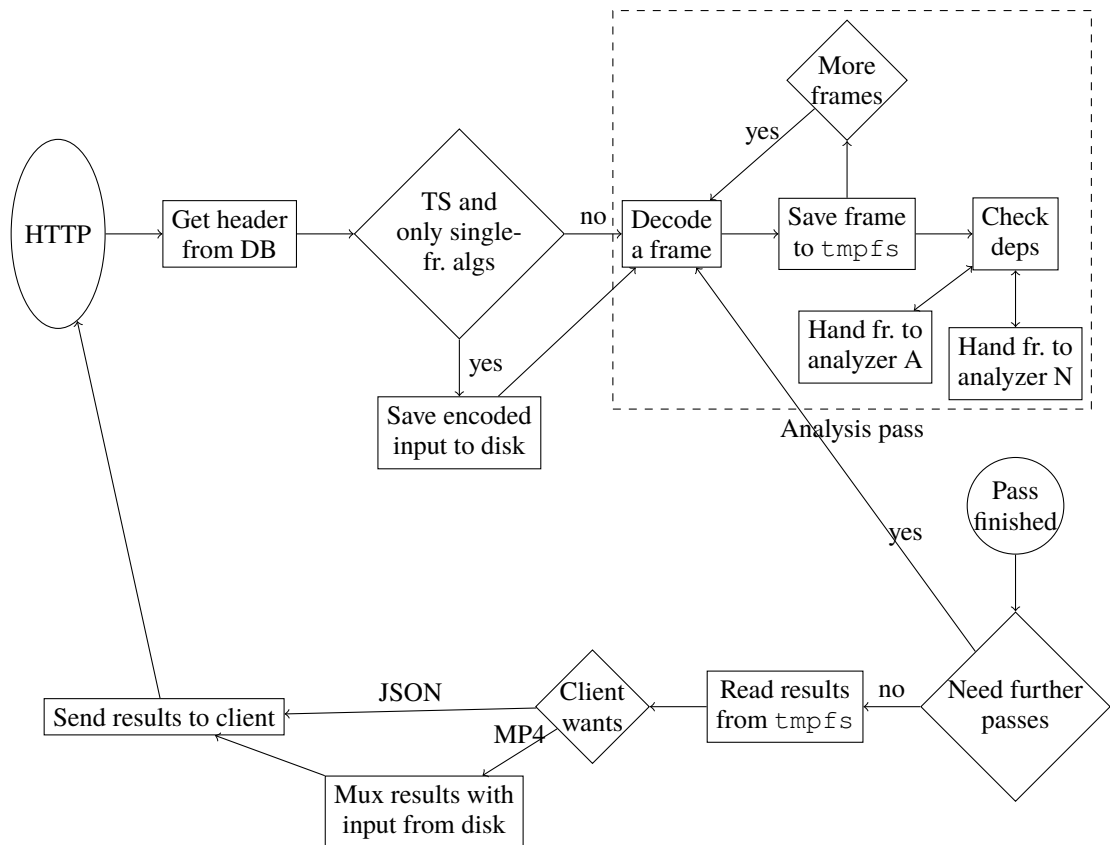 More
frames
yes
HTTP
Get header
from DB
TS and
only single-
fr. algs
no
Decode
a frame
Save frame
to tmpfs
Check
deps
Hand fr. to
analyzer A
Hand fr. to
analyzer N
yes
Save encoded
input to disk
Analysis pass
Pass
finished
yes
Need further
passes
no
Read results
from tmpfs
Client
wants
JSON
MP4
Send results to client
Mux results with
input from disk